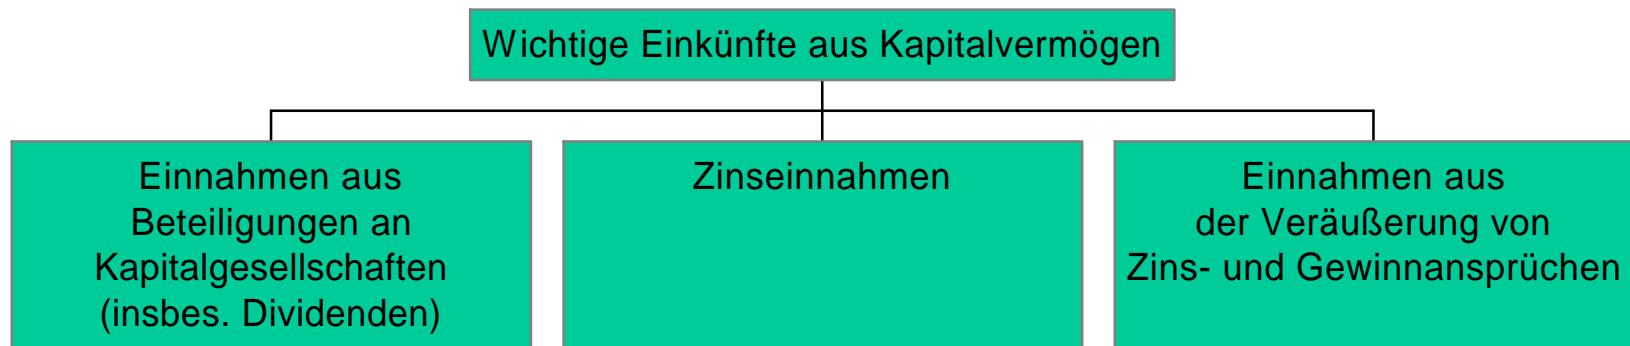 Wichtige Einkünfte aus Kapitalvermögen
Einnahmen aus
Beteiligungen an
Kapitalgesellschaften
(insbes. Dividenden)
Zinseinnahmen
Einnahmen aus
der Veräußerung von
Zins- und Gewinnansprüchen